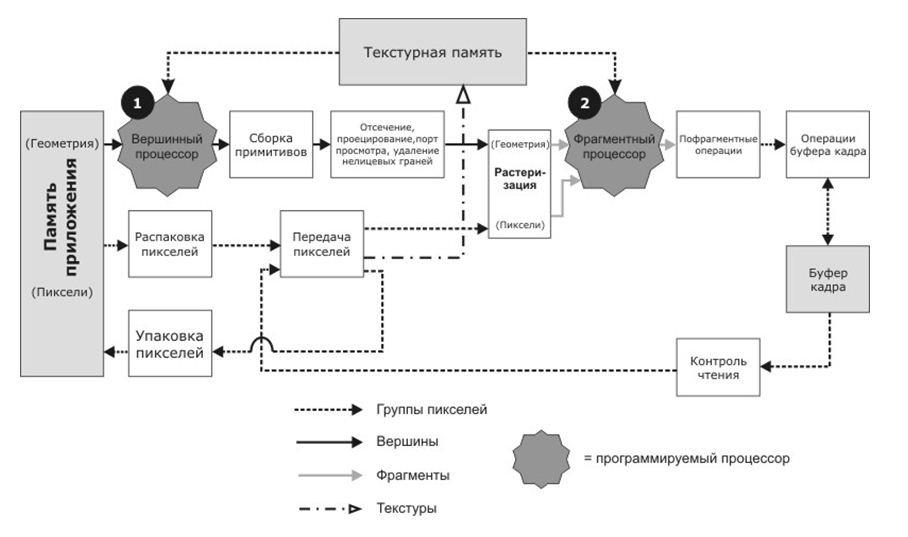 Текстурная память
1
2
(Геометрия)
Память
приложения
(Пиксели)
Вершинный
процессор
Сборка
примитивов
Отсечение,
проецирование,порт
просмотра, удаление
нелицевых граней
(Геометрия)
Растери-
зация
(Пиксели)
Фрагментный
процессор
Пофрагментные
операции
Операции
буфера кадра
Распаковка
пикселей
Передача
пикселей
Буфер
кадра
Упаковка
пикселей
Контроль
чтения
Группы пикселей
Вершины
Фрагменты
Текстуры
= программируемый процессор